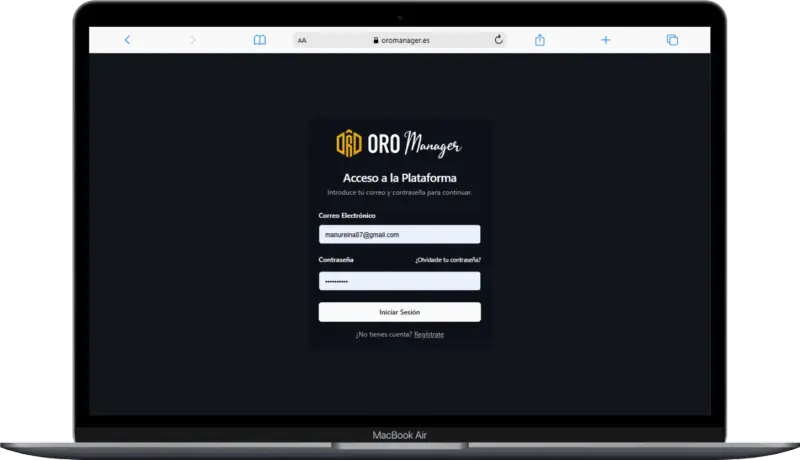 AA oromanager.es
ORO Manager
Acceso a la Plataforma
Introduce tu correo y contraseña para continuar.
Correo Electrónico
manureina87@gmail.com
Contraseña ¿Olvidaste tu contraseña?
••••••••••
Iniciar Sesión
¿No tienes cuenta? Regístrate
MacBook Air